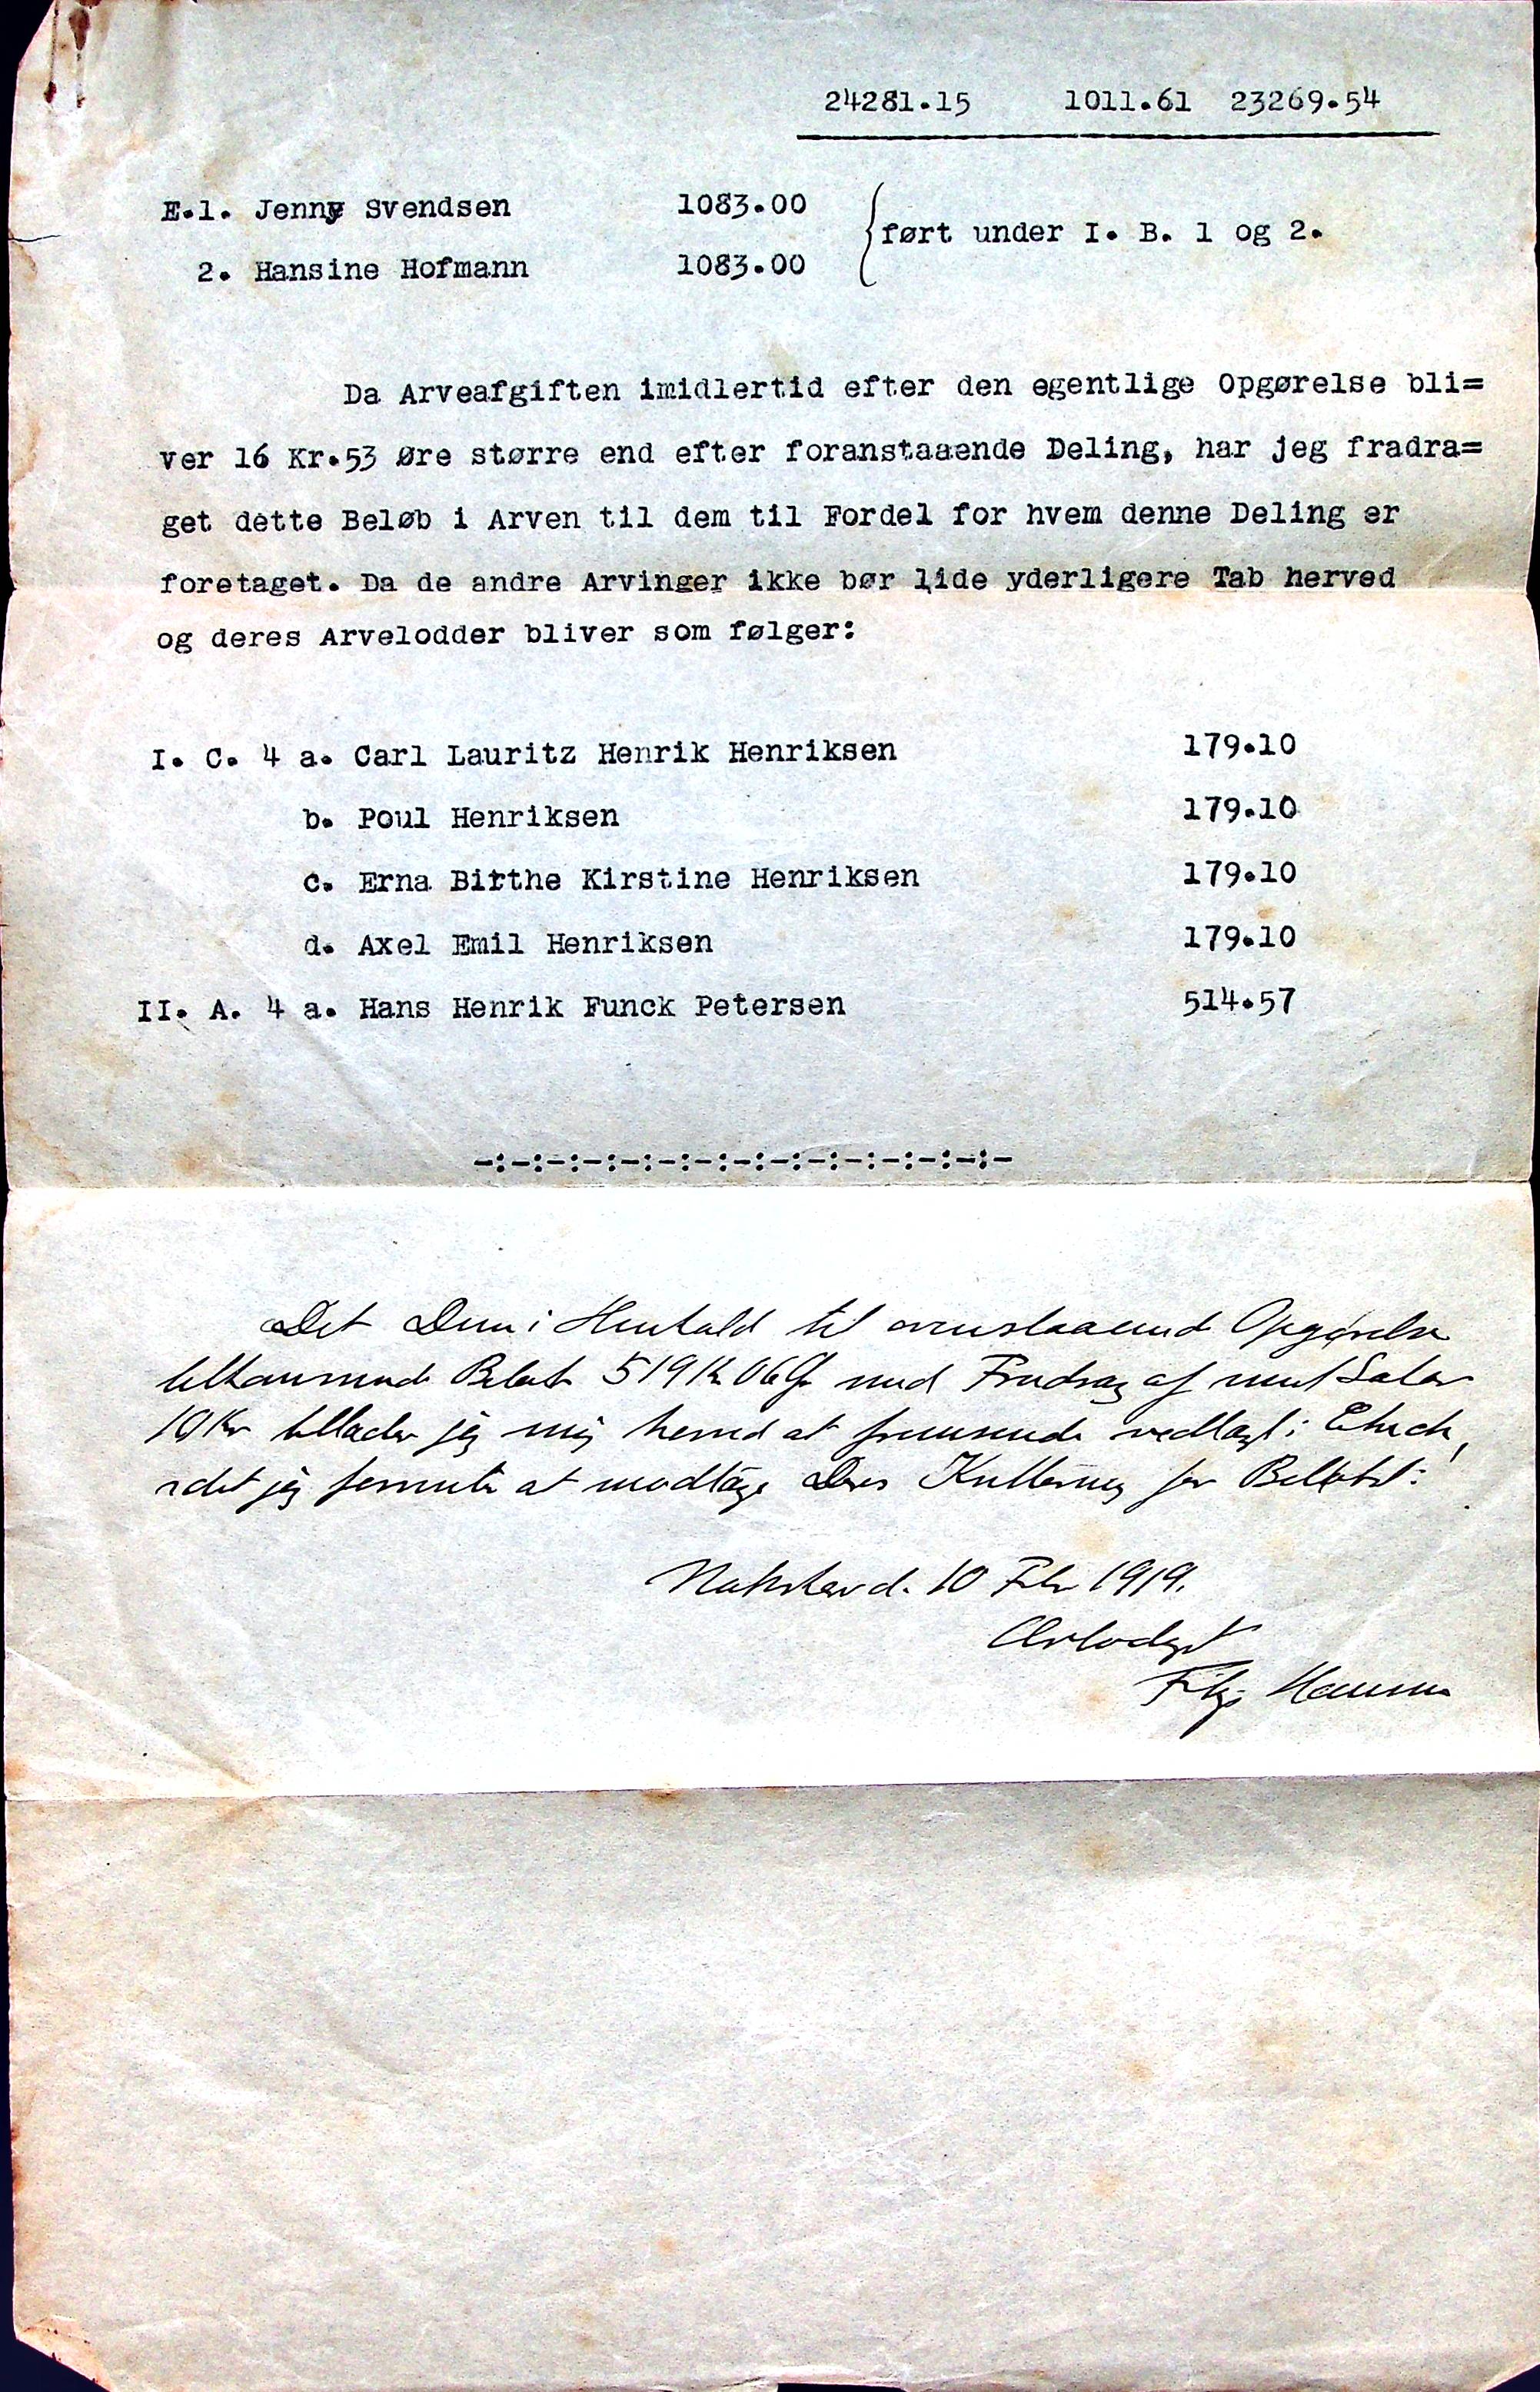 24281.15 1011.61 23269.54
E.1. Jenny Svendsen 1083.00
ført under I. B. 1 og 2.
2. Hansine Hofmann 1083.00
Da Arveafgiften imidlertid efter den egentlige Opgørelse bli=
ver 16 Kr.53 Øre større end efter foranstaaende Deling, har jeg fradra=
get dette Beløb i Arven til dem til Fordel for hvem denne Deling er
foretaget. Da de andre Arvinger ikke bør lide yderligere Tab herved
og deres Arvelodder bliver som følger:
I. C. 4 a. Carl Lauritz Henrik Henriksen 179.10
b. Poul Henriksen 179.10
c. Erna Birthe Kirstine Henriksen 179.10
d. Axel Emil Henriksen 179.10
II. A. 4 a. Hans Henrik Funck Petersen 514.57
-:-:-:-:-:-:-:-:-:-:-:-:-:-:-
Det Dem i Henhold til ovenstaaende Opgørelse
tilkommende Beløb 519 Kr 06 Ø med Fradrag af mit Salær
10 Kr tillader jeg mig herved at fremsende vedlagt i Check,
idet jeg forventer at modtage Deres Kvittering for Beløbet:
Nakskov d. 10 Febr 1919.
Ærbødigst